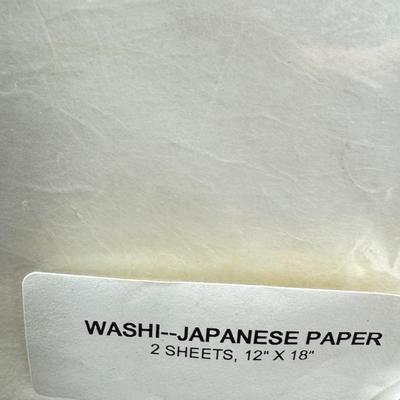 WASHI--JAPANESE PAPER
2 SHEETS, 12" X 18"